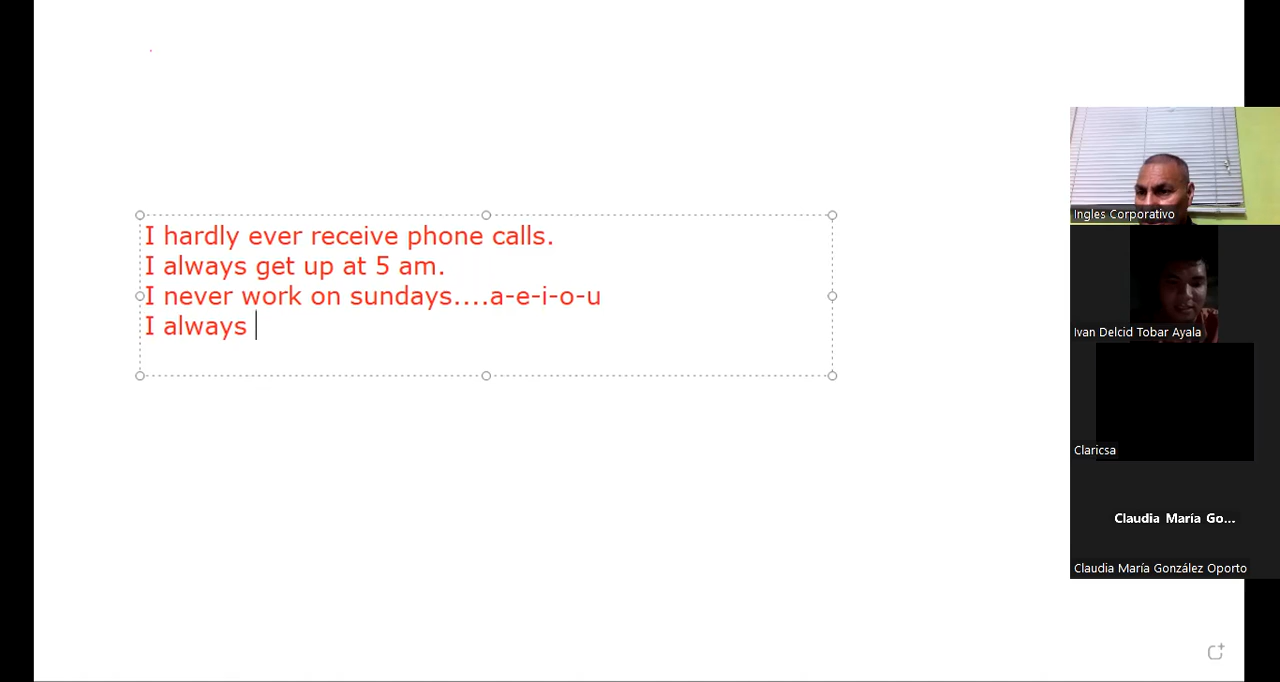 I hardly ever receive phone calls.
I always get up at 5 am.
I never work on sundays....a-e-i-o-u
I always
Ingles Corporativo
Ivan Delcid Tobar Ayala
Claricsa
Claudia María Go...
Claudia María González Oporto